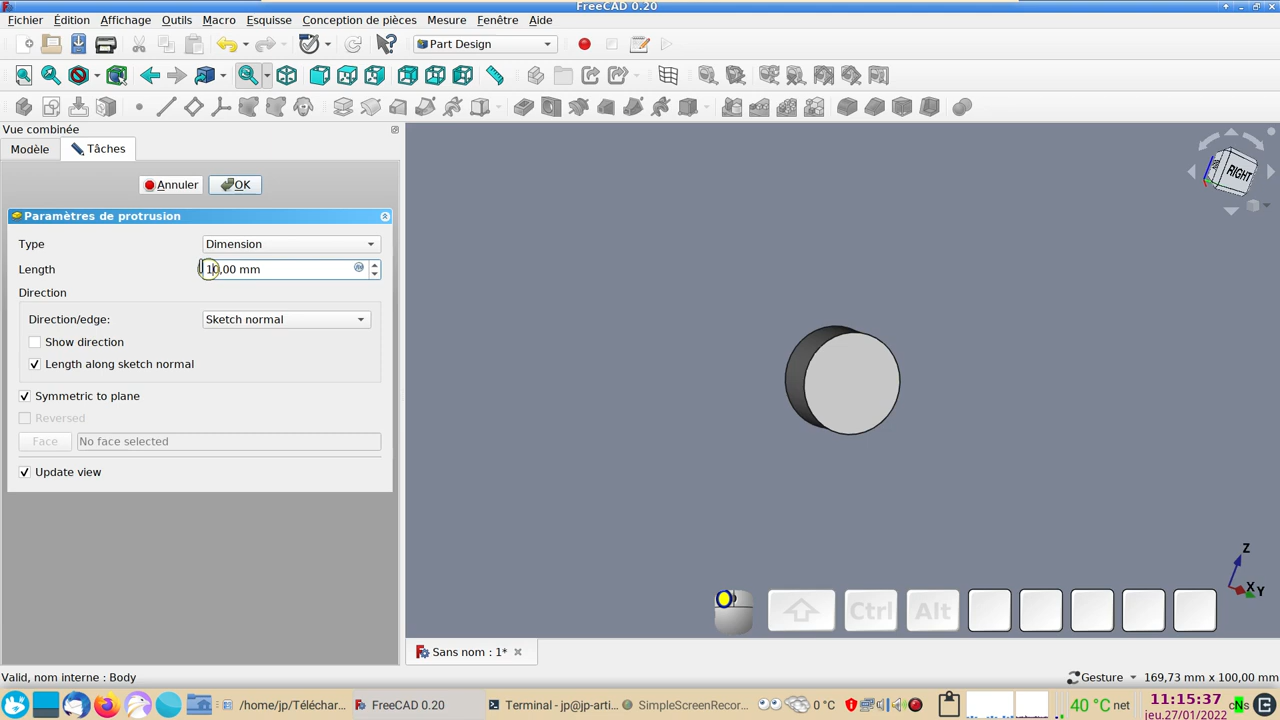 FreeCAD 0.20
Fichier Édition Affichage Outils Macro Esquisse Conception de pièces Mesure Fenêtre Aide
Part Design
Vue combinée
Modèle Tâches
Annuler OK
Paramètres de protrusion
Type Dimension
Length 10,00 mm
Direction
Direction/edge: Sketch normal
Show direction
Length along sketch normal
Symmetric to plane
Reversed
Face No face selected
Update view
RIGHT
Z
X
Y
Ctrl Alt
Sans nom : 1*
Valid, nom interne : Body
Gesture 169,73 mm x 100,00 mm
/home/jp/Téléchar...
FreeCAD 0.20
Terminal - jp@jp-arti...
SimpleScreenRecor...
0 °C
40 °C net
11:15:37
jeu.27/01/2022
cNs